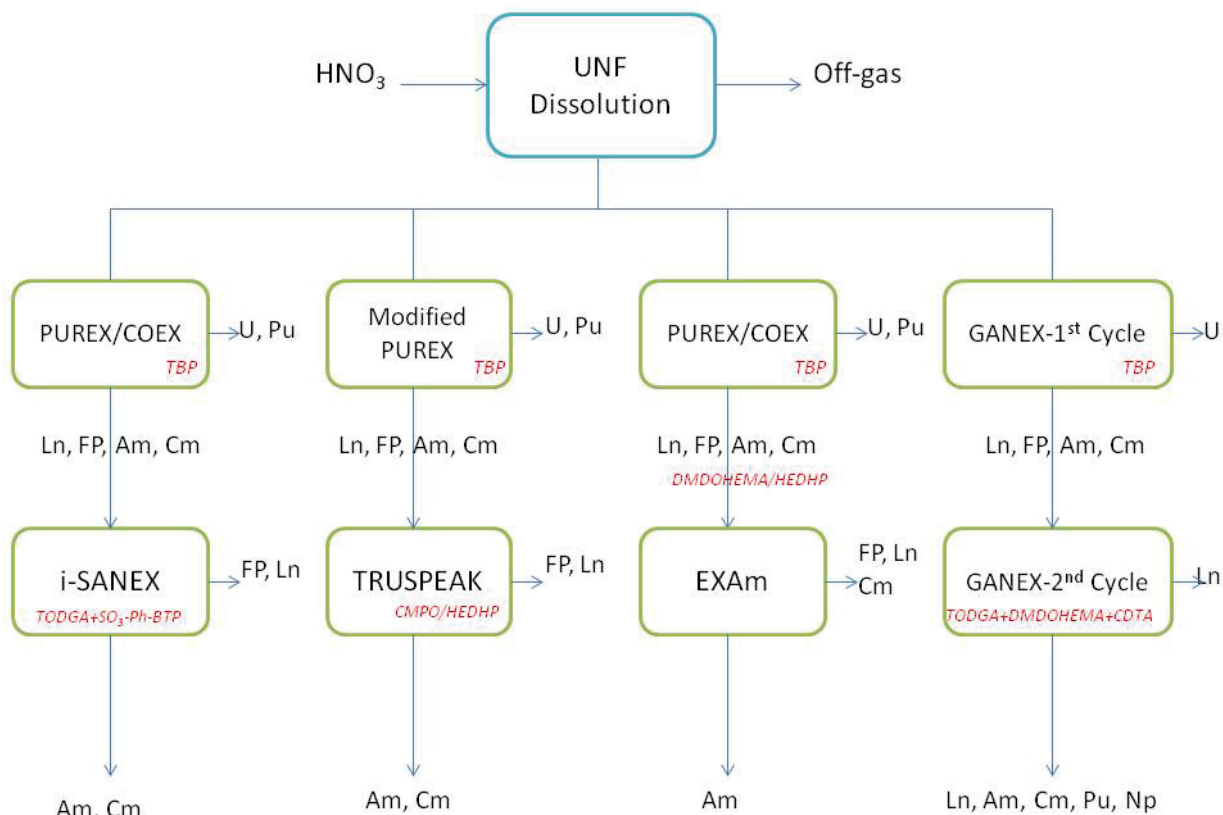 HNO₃
UNF
Dissolution
Off-gas
PUREX/COEX
TBP
U, Pu
Modified
PUREX
TBP
U, Pu
PUREX/COEX
TBP
U, Pu
GANEX-1st Cycle
TBP
U
Ln, FP, Am, Cm
Ln, FP, Am, Cm
Ln, FP, Am, Cm
DMDOHEMA/HEDHP
Ln, FP, Am, Cm
i-SANEX
TODGA+SO₃-Ph-BTP
FP, Ln
TRUSPEAK
CMPO/HEDHP
FP, Ln
EXAm
FP, Ln
Cm
GANEX-2nd Cycle
TODGA+DMDOHEMA+CDTA
Ln
Am, Cm
Am, Cm
Am
Ln, Am, Cm, Pu, Np